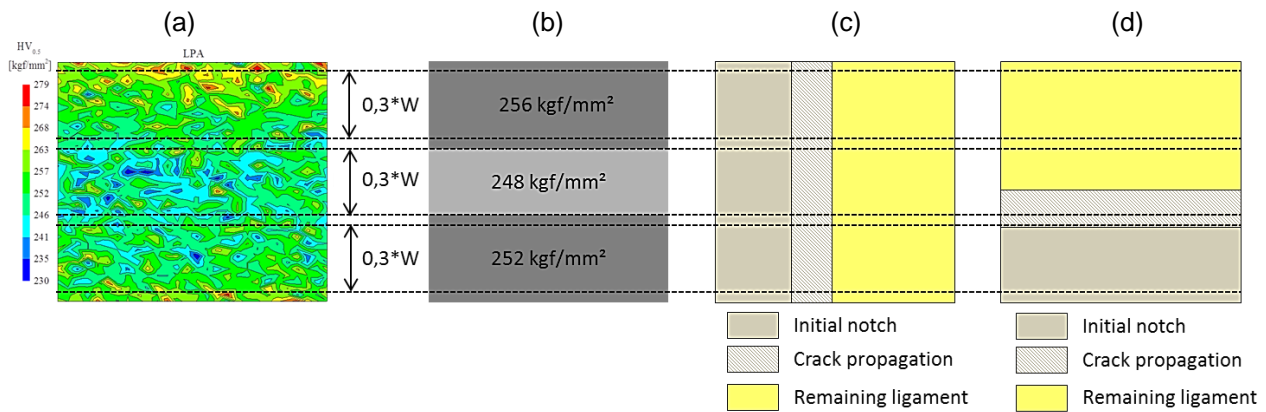 (a)
(b)
(c)
(d)
HV0.5
[kgf/mm²]
LPA
279
274
268
263
257
252
246
241
235
230
0,3*W
0,3*W
0,3*W
256 kgf/mm²
248 kgf/mm²
252 kgf/mm²
Initial notch
Crack propagation
Remaining ligament
Initial notch
Crack propagation
Remaining ligament